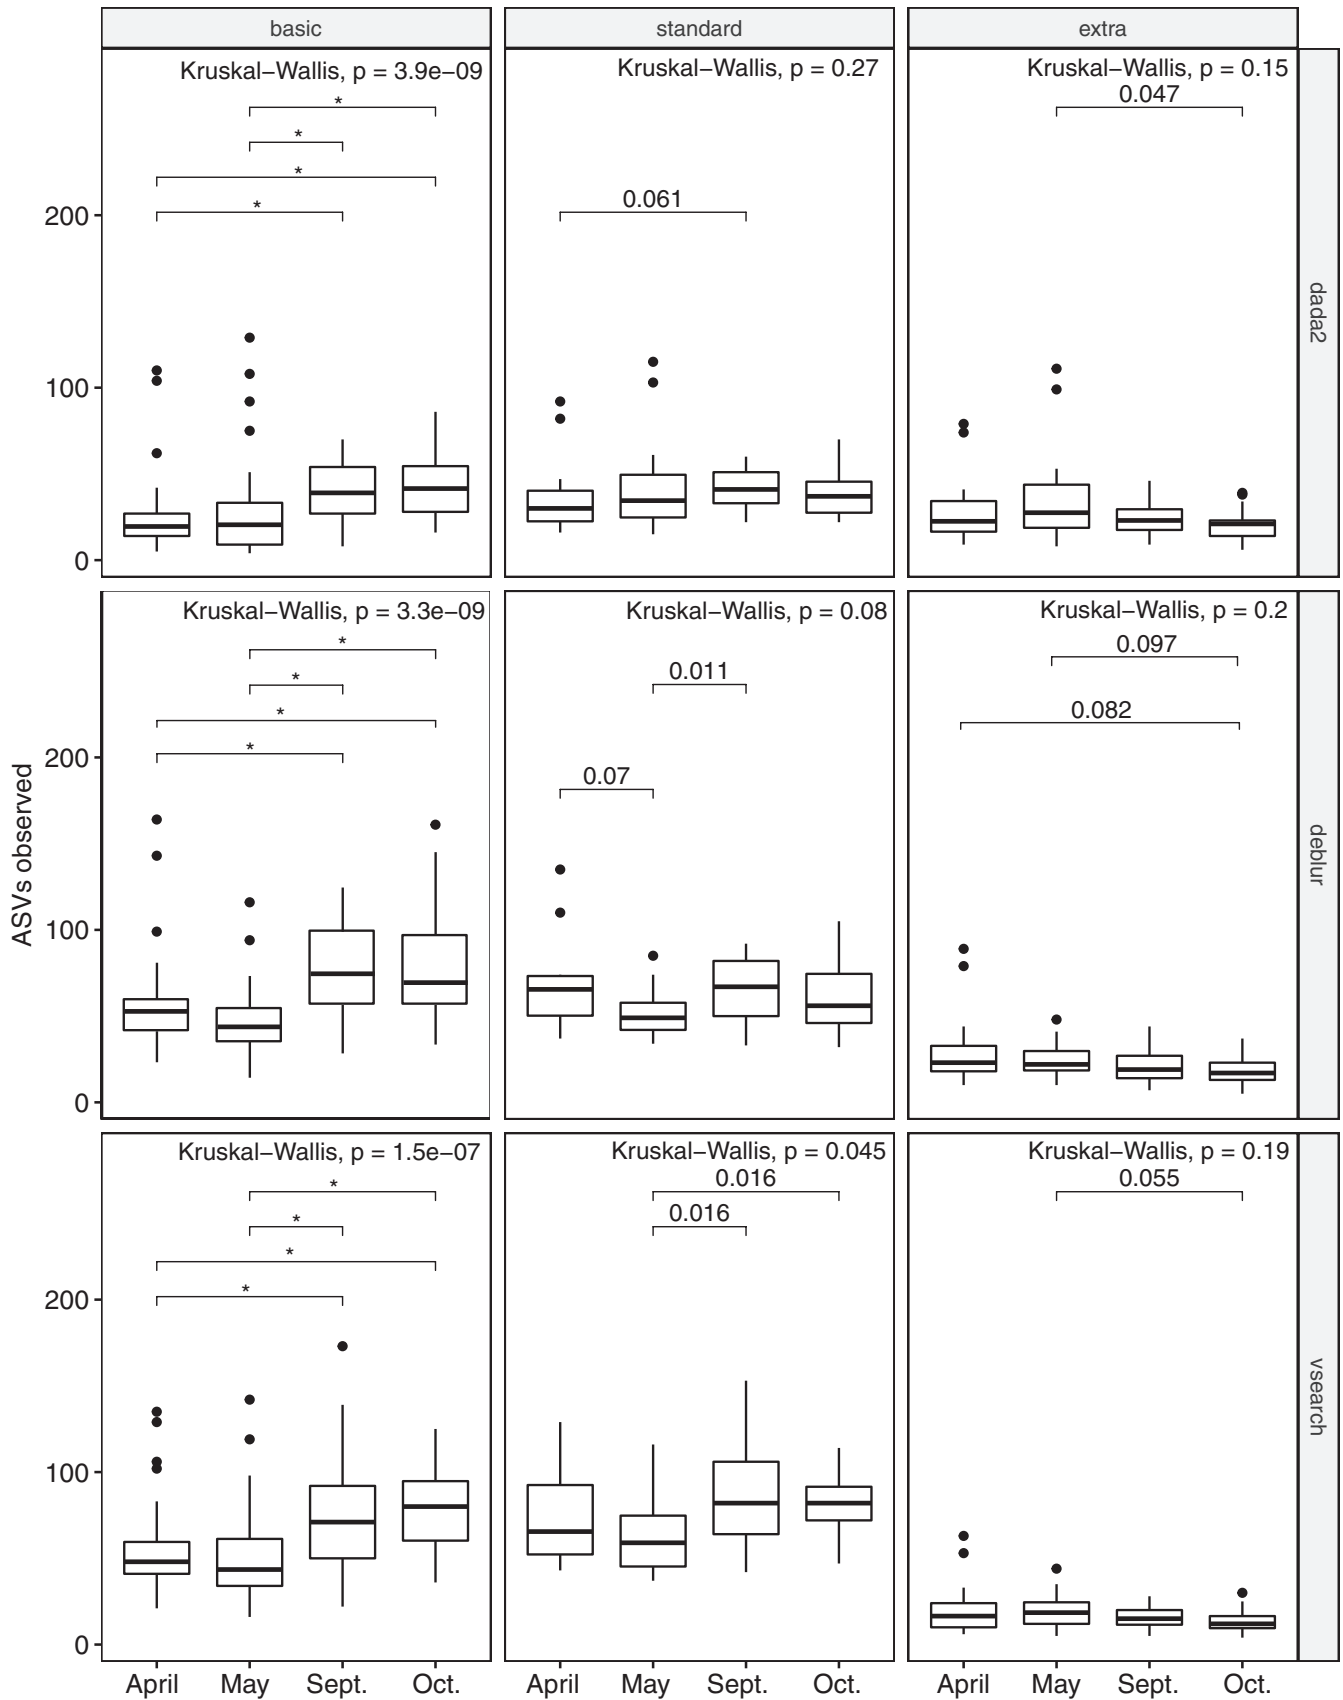 basic
standard
extra
Kruskal−Wallis, p = 3.9e−09
Kruskal−Wallis, p = 0.27
Kruskal−Wallis, p = 0.15
*
*
*
*
0.061
0.047
200
100
0
dada2
Kruskal−Wallis, p = 3.3e−09
Kruskal−Wallis, p = 0.08
Kruskal−Wallis, p = 0.2
*
*
*
*
0.011
0.07
0.097
0.082
200
100
0
ASVs observed
deblur
Kruskal−Wallis, p = 1.5e−07
Kruskal−Wallis, p = 0.045
Kruskal−Wallis, p = 0.19
*
*
*
*
0.016
0.016
0.055
200
100
0
vsearch
April May Sept. Oct.
April May Sept. Oct.
April May Sept. Oct.